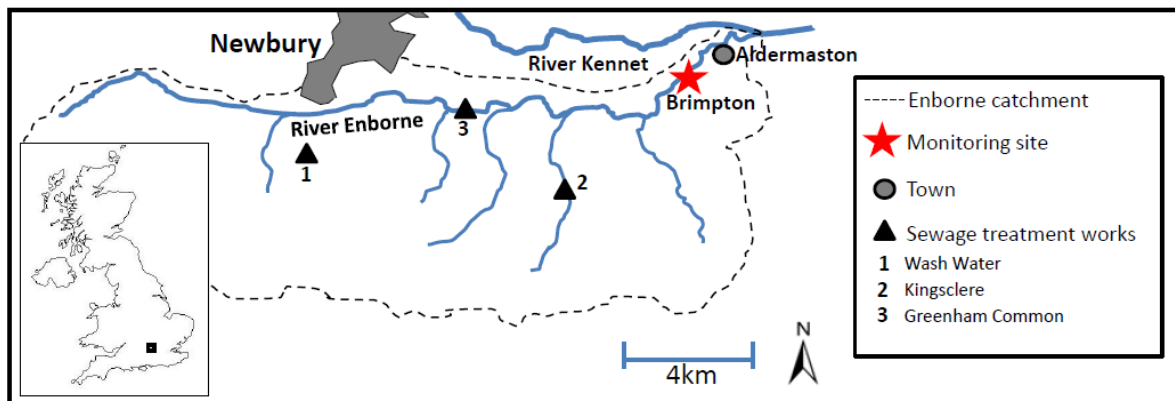 Newbury
River Kennet
Aldermaston
Brimpton
River Enborne
3
1
2
N
4km
Enborne catchment
Monitoring site
Town
Sewage treatment works
1 Wash Water
2 Kingsclere
3 Greenham Common